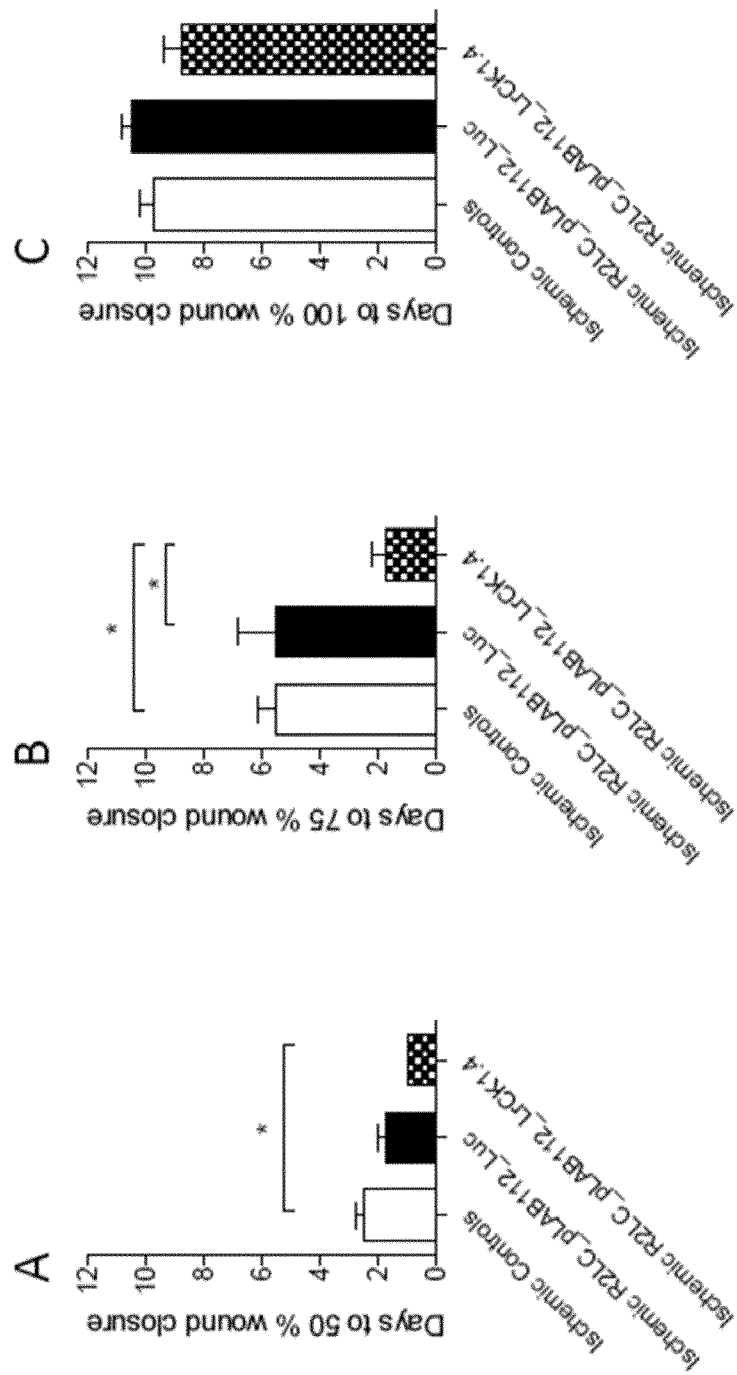 A
Days to 50 % wound closure
12
10
8
6
4
2
0
*
Ischemic Controls
Ischemic R2LC_pLAB112_Luc
Ischemic R2LC_pLAB112_LrCK1.4
B
Days to 75 % wound closure
12
10
8
6
4
2
0
*
*
Ischemic Controls
Ischemic R2LC_pLAB112_Luc
Ischemic R2LC_pLAB112_LrCK1.4
C
Days to 100 % wound closure
12
10
8
6
4
2
0
Ischemic Controls
Ischemic R2LC_pLAB112_Luc
Ischemic R2LC_pLAB112_LrCK1.4